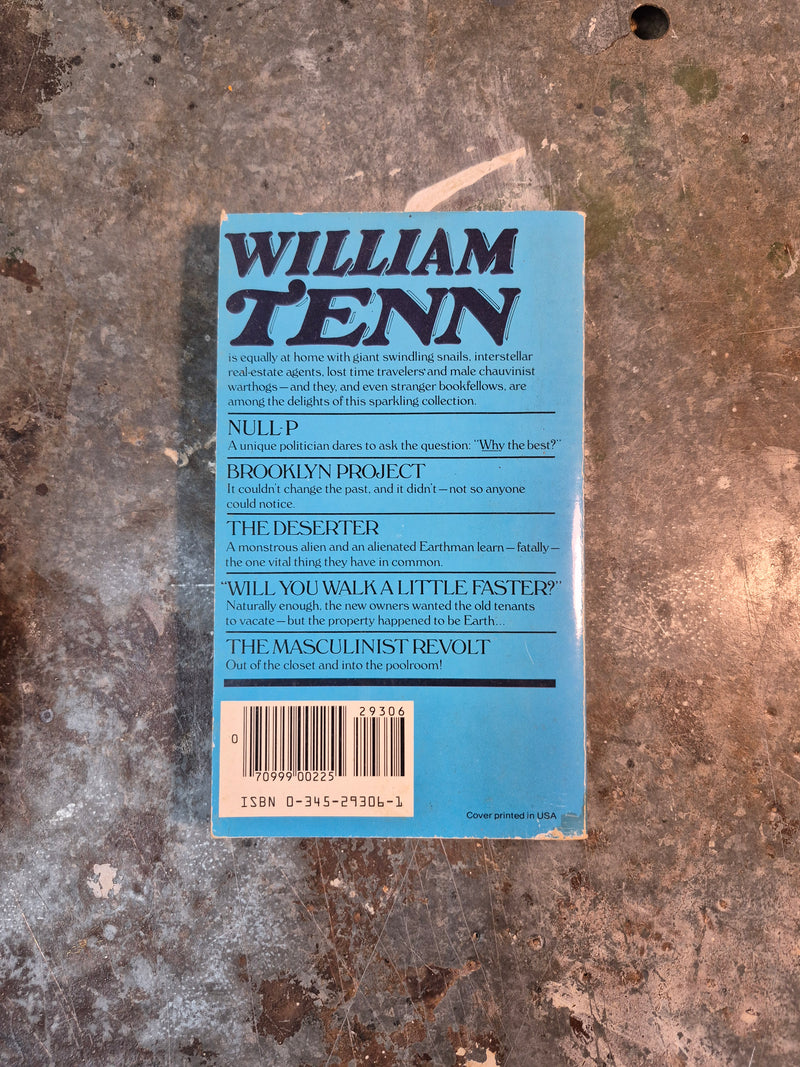 WILLIAM
TENN
is equally at home with giant swindling snails, interstellar
real-estate agents, lost time travelers and male chauvinist
warthogs—and they, and even stranger bookfellows, are
among the delights of this sparkling collection.
NULL-P
A unique politician dares to ask the question: "Why the best?"
BROOKLYN PROJECT
It couldn't change the past, and it didn't—not so anyone
could notice.
THE DESERTER
A monstrous alien and an alienated Earthman learn—fatally—
the one vital thing they have in common.
"WILL YOU WALK A LITTLE FASTER?"
Naturally enough, the new owners wanted the old tenants
to vacate—but the property happened to be Earth...
THE MASCULINIST REVOLT
Out of the closet and into the poolroom!
29306
0
70999 00225
ISBN 0-345-29306-1
Cover printed in USA